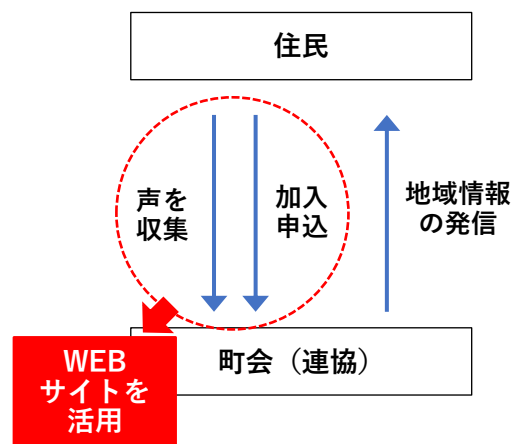 住民
声を
収集
加入
申込
地域情報
の発信
町会（連協）
WEB
サイトを
活用